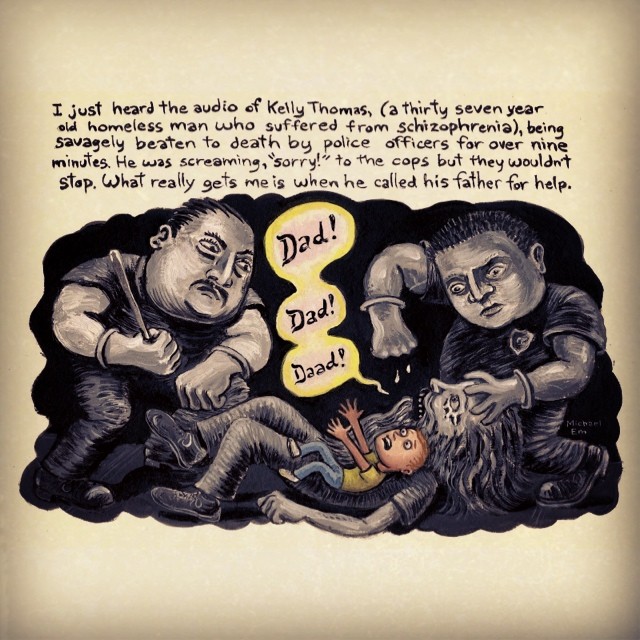 I just heard the audio of Kelly Thomas, (a thirty seven year
old homeless man who suffered from schizophrenia), being
savagely beaten to death by police officers for over nine
minutes. He was screaming, "sorry!" to the cops but they wouldnt
stop. What really gets me is when he called his father for help.
Dad!
Dad!
Daad!
Michael
Em